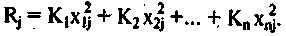 Rⱼ = K₁x₁ⱼ² + K₂x₂ⱼ² +...+ Kₙxₙⱼ².